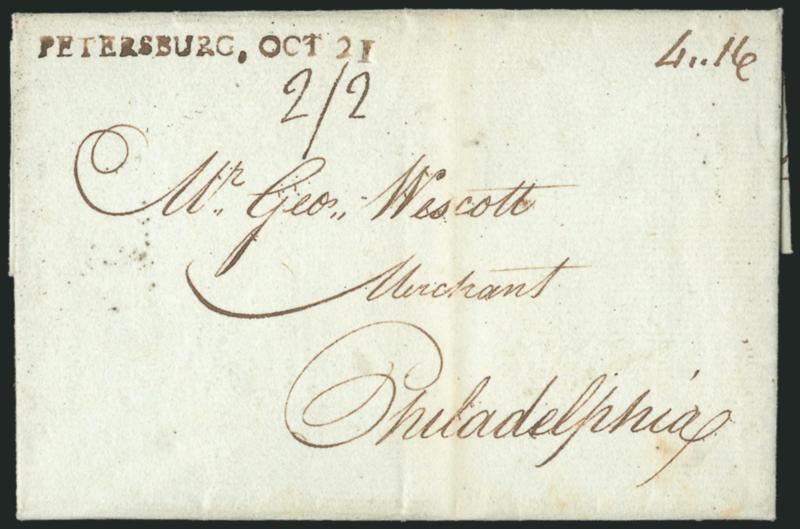 PETERSBURG, OCT 21
4..16
2/2
Mr. Geo.. Wescott
Merchant
Philadelphia